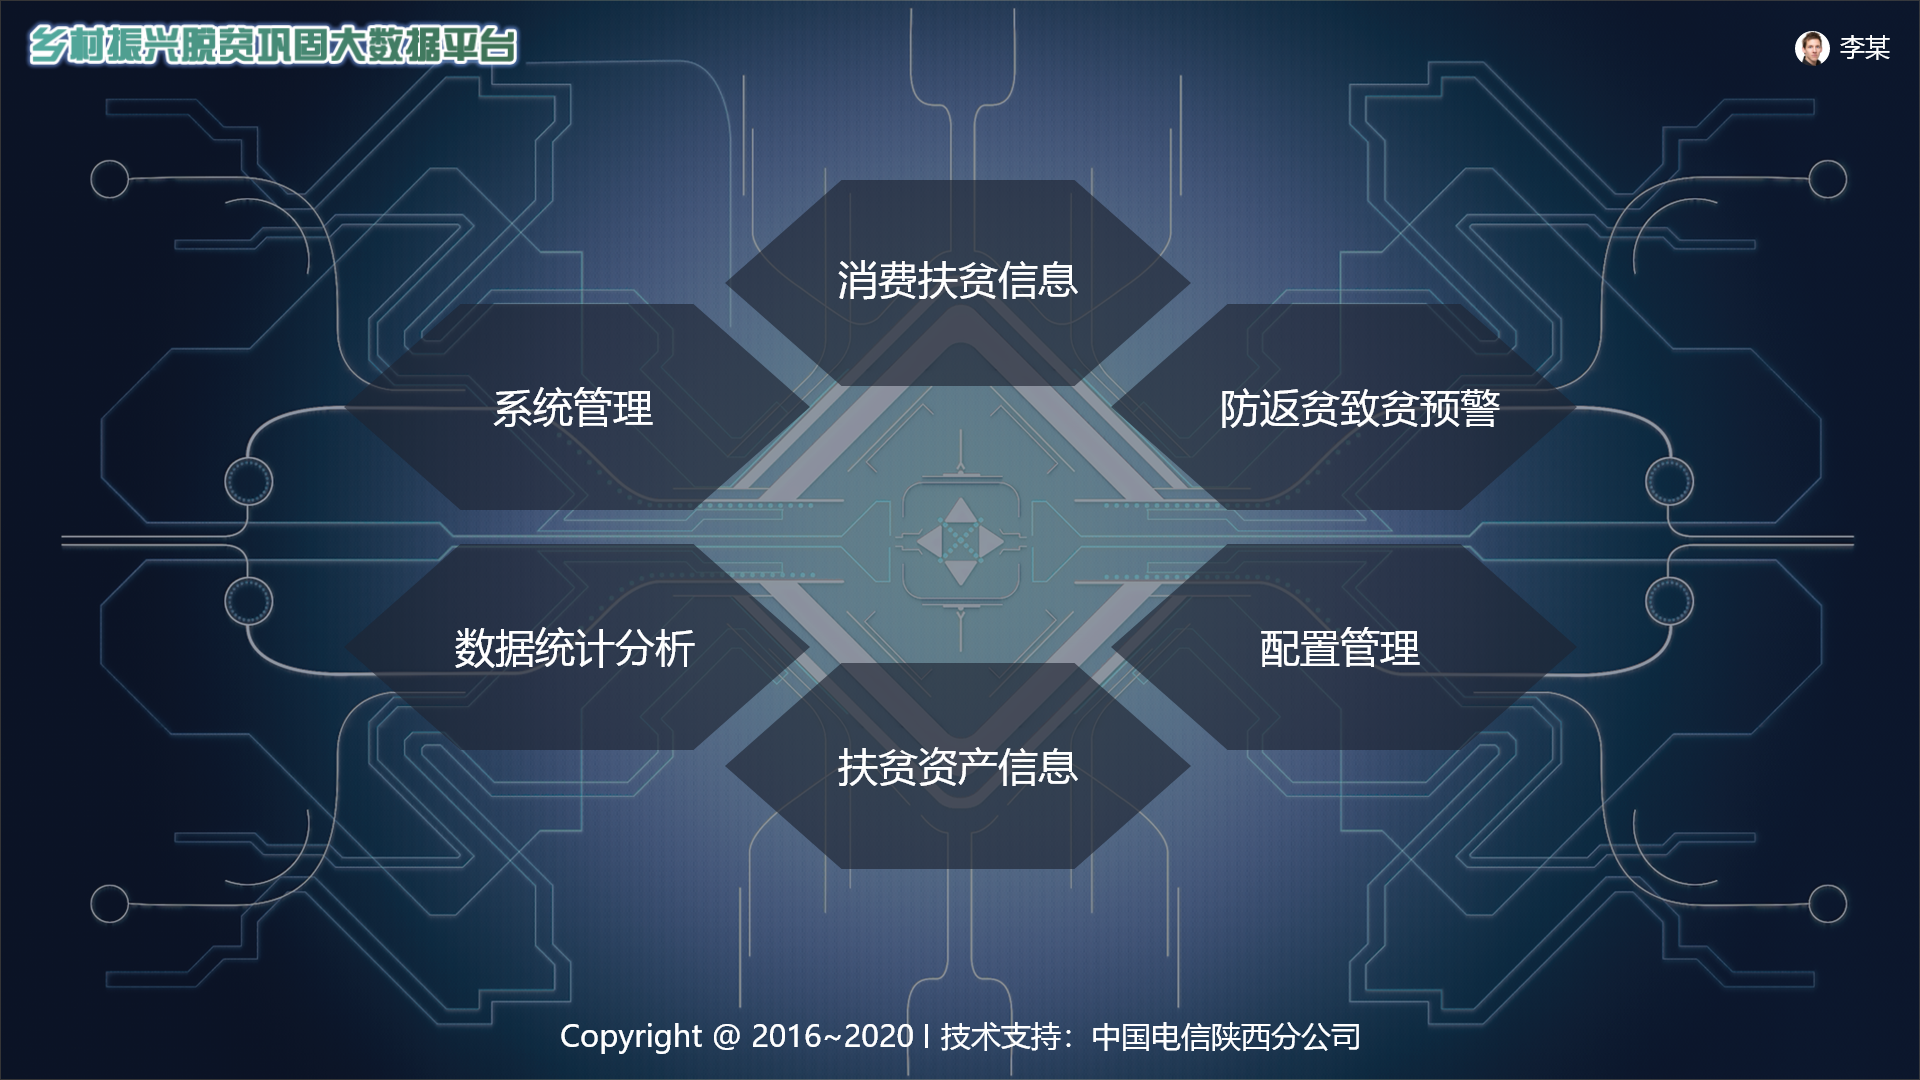 乡村振兴脱贫巩固大数据平台
李某
消费扶贫信息
系统管理
防返贫致贫预警
数据统计分析
配置管理
扶贫资产信息
Copyright @ 2016~2020 | 技术支持：中国电信陕西分公司